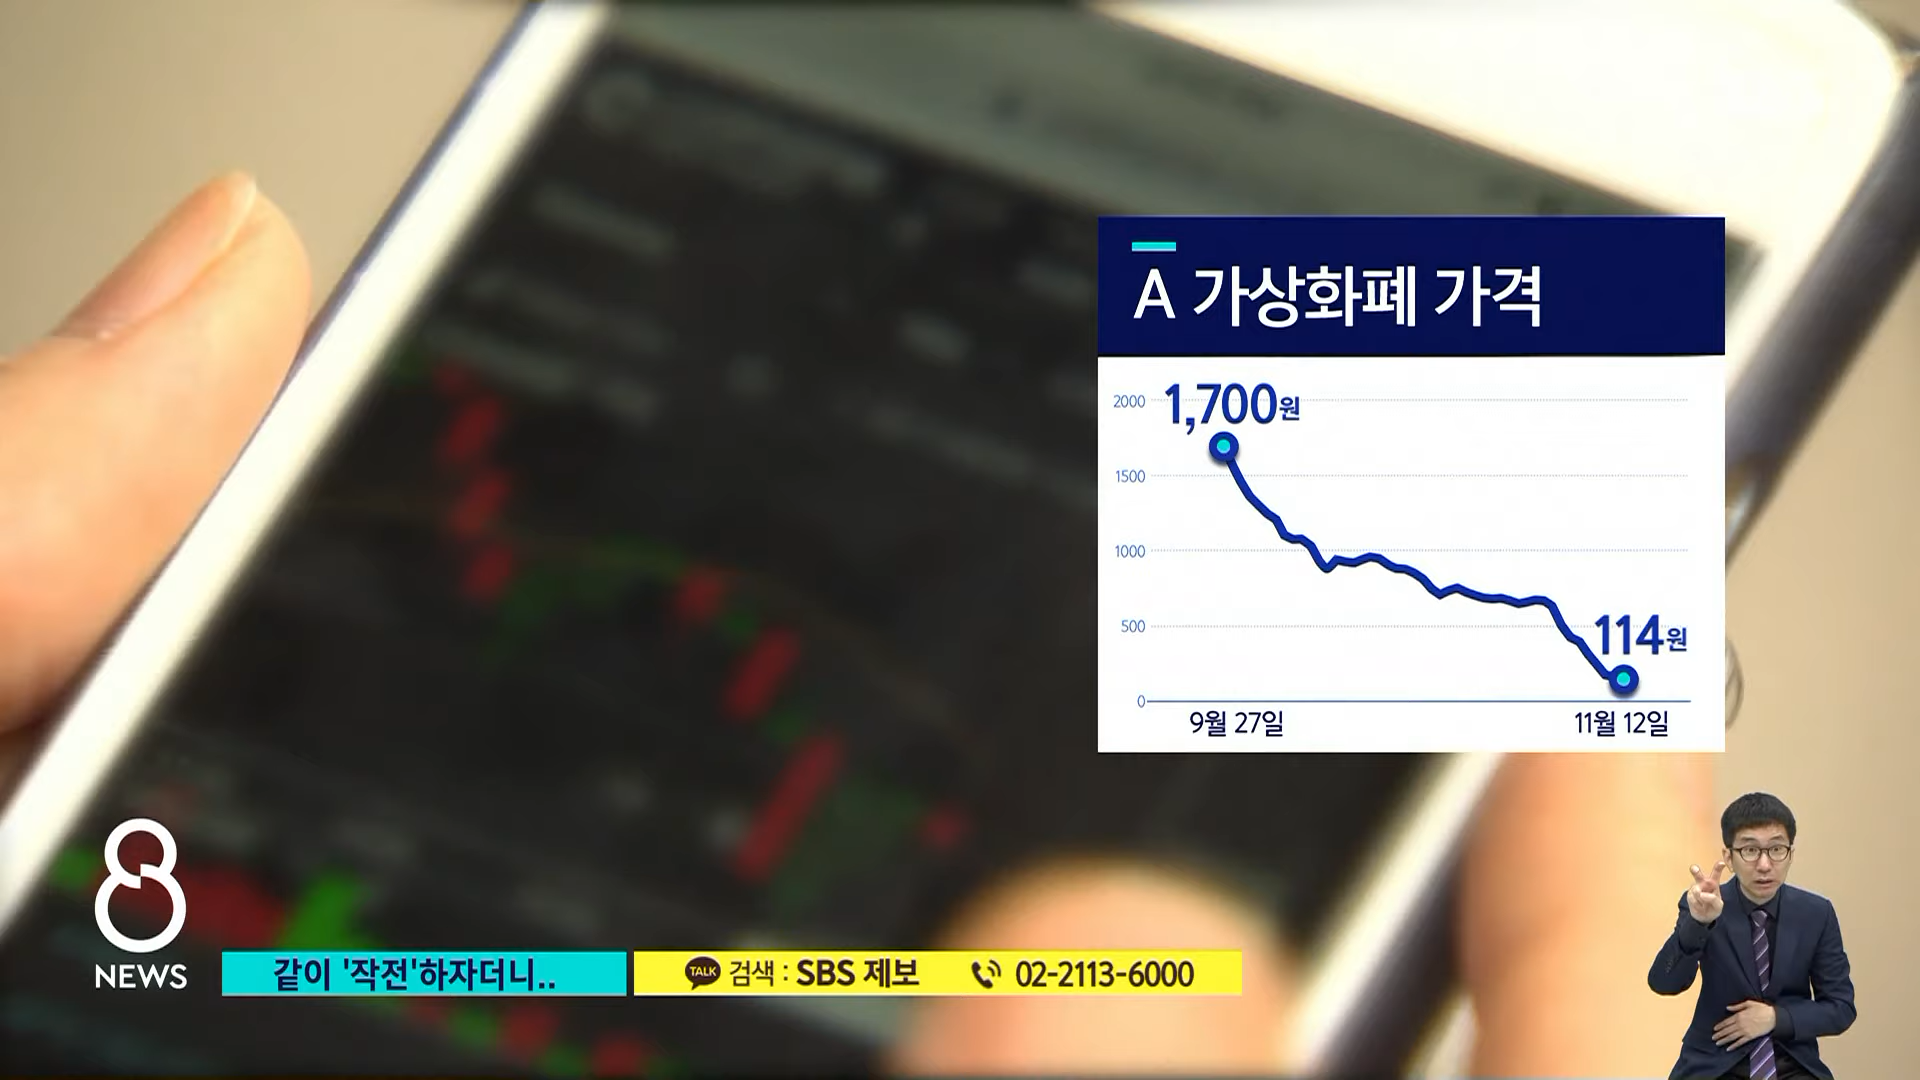 A 가상화폐 가격
2000
1,700원
1500
1000
500
114원
0
9월 27일
11월 12일
8
NEWS
같이 '작전'하자더니..
TALK 검색 : SBS 제보 02-2113-6000